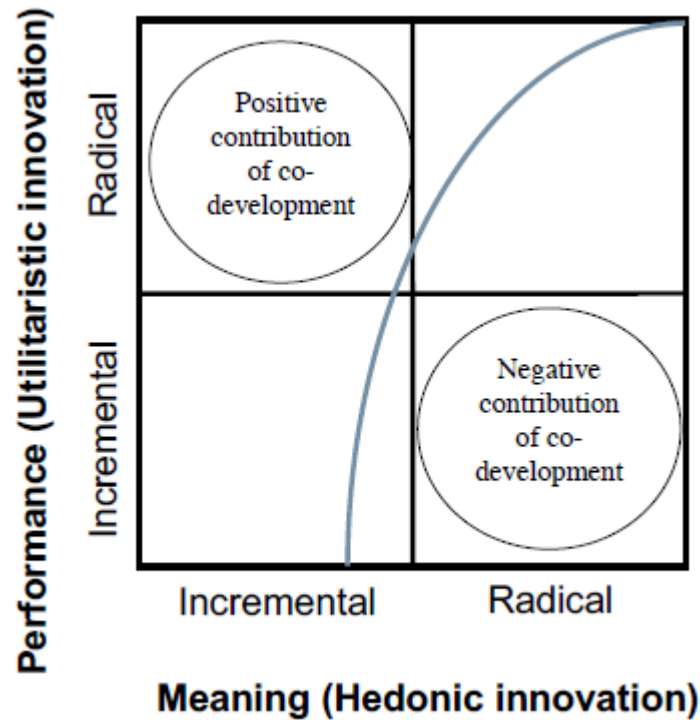 Performance (Utilitaristic innovation)
Radical
Incremental
Positive
contribution
of co-
development
Negative
contribution
of co-
development
Incremental
Radical
Meaning (Hedonic innovation)